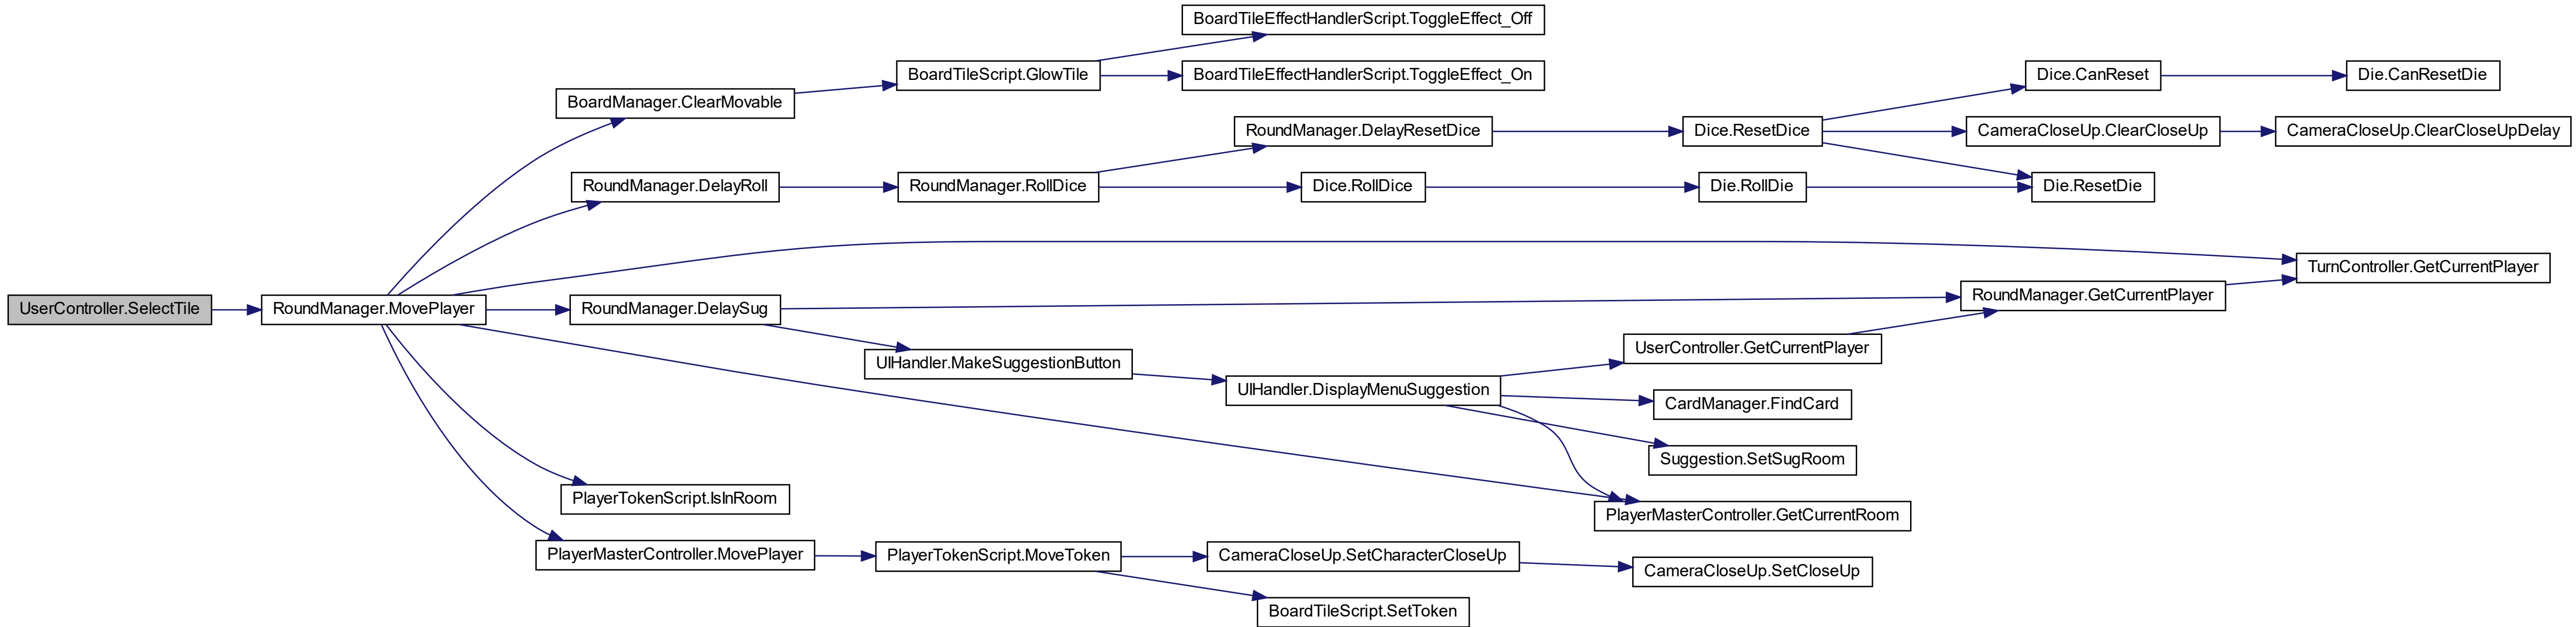 BoardTileEffectHandlerScript.ToggleEffect_Off
BoardTileScript.GlowTile
BoardTileEffectHandlerScript.ToggleEffect_On
Dice.CanReset
Die.CanResetDie
BoardManager.ClearMovable
RoundManager.DelayResetDice
Dice.ResetDice
CameraCloseUp.ClearCloseUp
CameraCloseUp.ClearCloseUpDelay
RoundManager.DelayRoll
RoundManager.RollDice
Dice.RollDice
Die.RollDie
Die.ResetDie
TurnController.GetCurrentPlayer
UserController.SelectTile
RoundManager.MovePlayer
RoundManager.DelaySug
RoundManager.GetCurrentPlayer
UIHandler.MakeSuggestionButton
UserController.GetCurrentPlayer
UIHandler.DisplayMenuSuggestion
CardManager.FindCard
Suggestion.SetSugRoom
PlayerTokenScript.IsInRoom
PlayerMasterController.GetCurrentRoom
PlayerMasterController.MovePlayer
PlayerTokenScript.MoveToken
CameraCloseUp.SetCharacterCloseUp
CameraCloseUp.SetCloseUp
BoardTileScript.SetToken